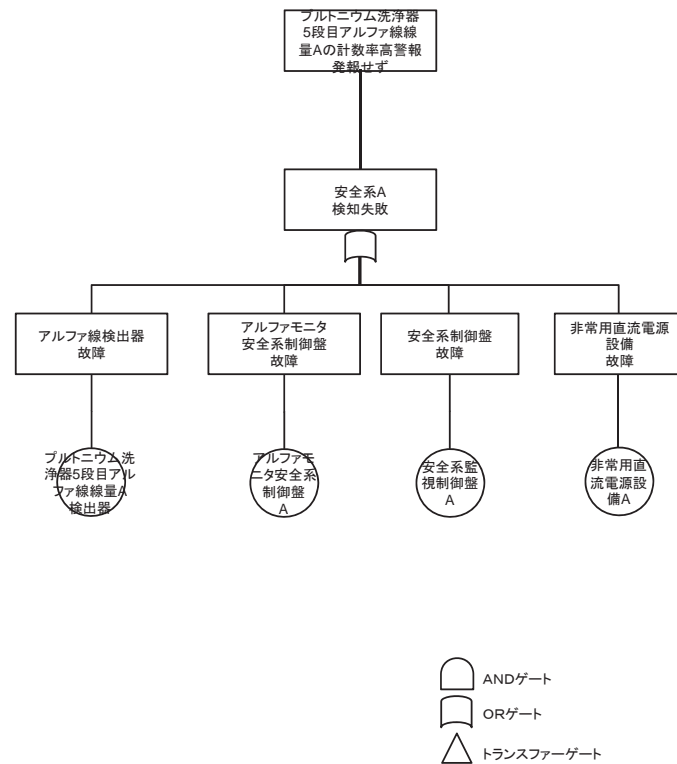 プルトニウム洗浄器
5段目アルファ線線
量Aの計数率高警報
発報せず
安全系A
検知失敗
アルファ線検出器
故障
アルファモニタ
安全系制御盤
故障
安全系制御盤
故障
非常用直流電源
設備
故障
プルトニウム洗
浄器5段目アル
ファ線線量A
検出器
アルファモ
ニタ安全系
制御盤
A
安全系監
視制御盤
A
非常用直
流電源設
備A
ANDゲート
ORゲート
トランスファーゲート